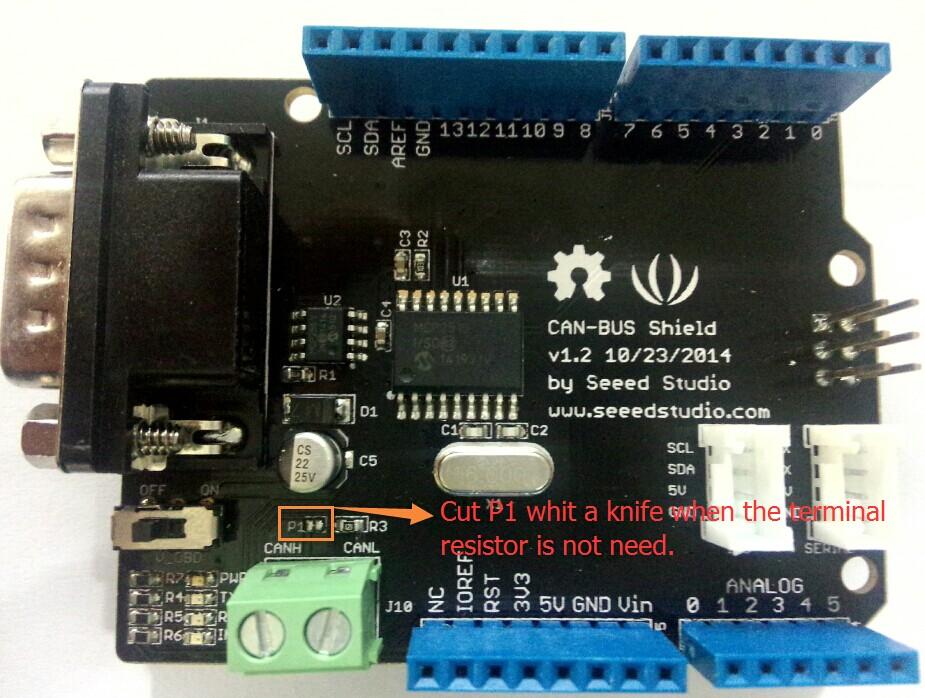 SCL
SDA
AREF
GND
13 12 11 10 9 8
7 6 5 4 3 2 1 0
J1
C3
R2
U1
U2
C4
R1
D1
C5
CS
22
25V
C1
C2
CAN-BUS Shield
v1.2 10/23/2014
by Seeed Studio
www.seeedstudio.com
SCL
SDA
5V
GND
OFF
ON
P1
R3
Cut P1 whit a knife when the terminal
resistor is not need.
CANH
CANL
R7
R4
R5
R6
J10
NC
IOREF
RST
3V3
5V GND Vin
ANALOG
0 1 2 3 4 5